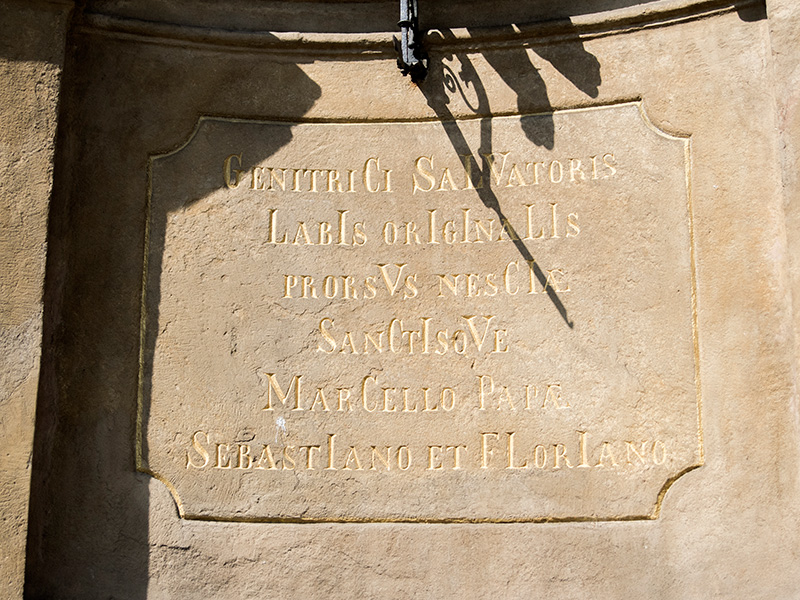 GENITRICI SALVATORIS
LABIS ORIGINALIS
PRORSVS NESCIÆ
SANCTISQVE
MARCELLO PAPÆ
SEBASTIANO ET FLORIANO